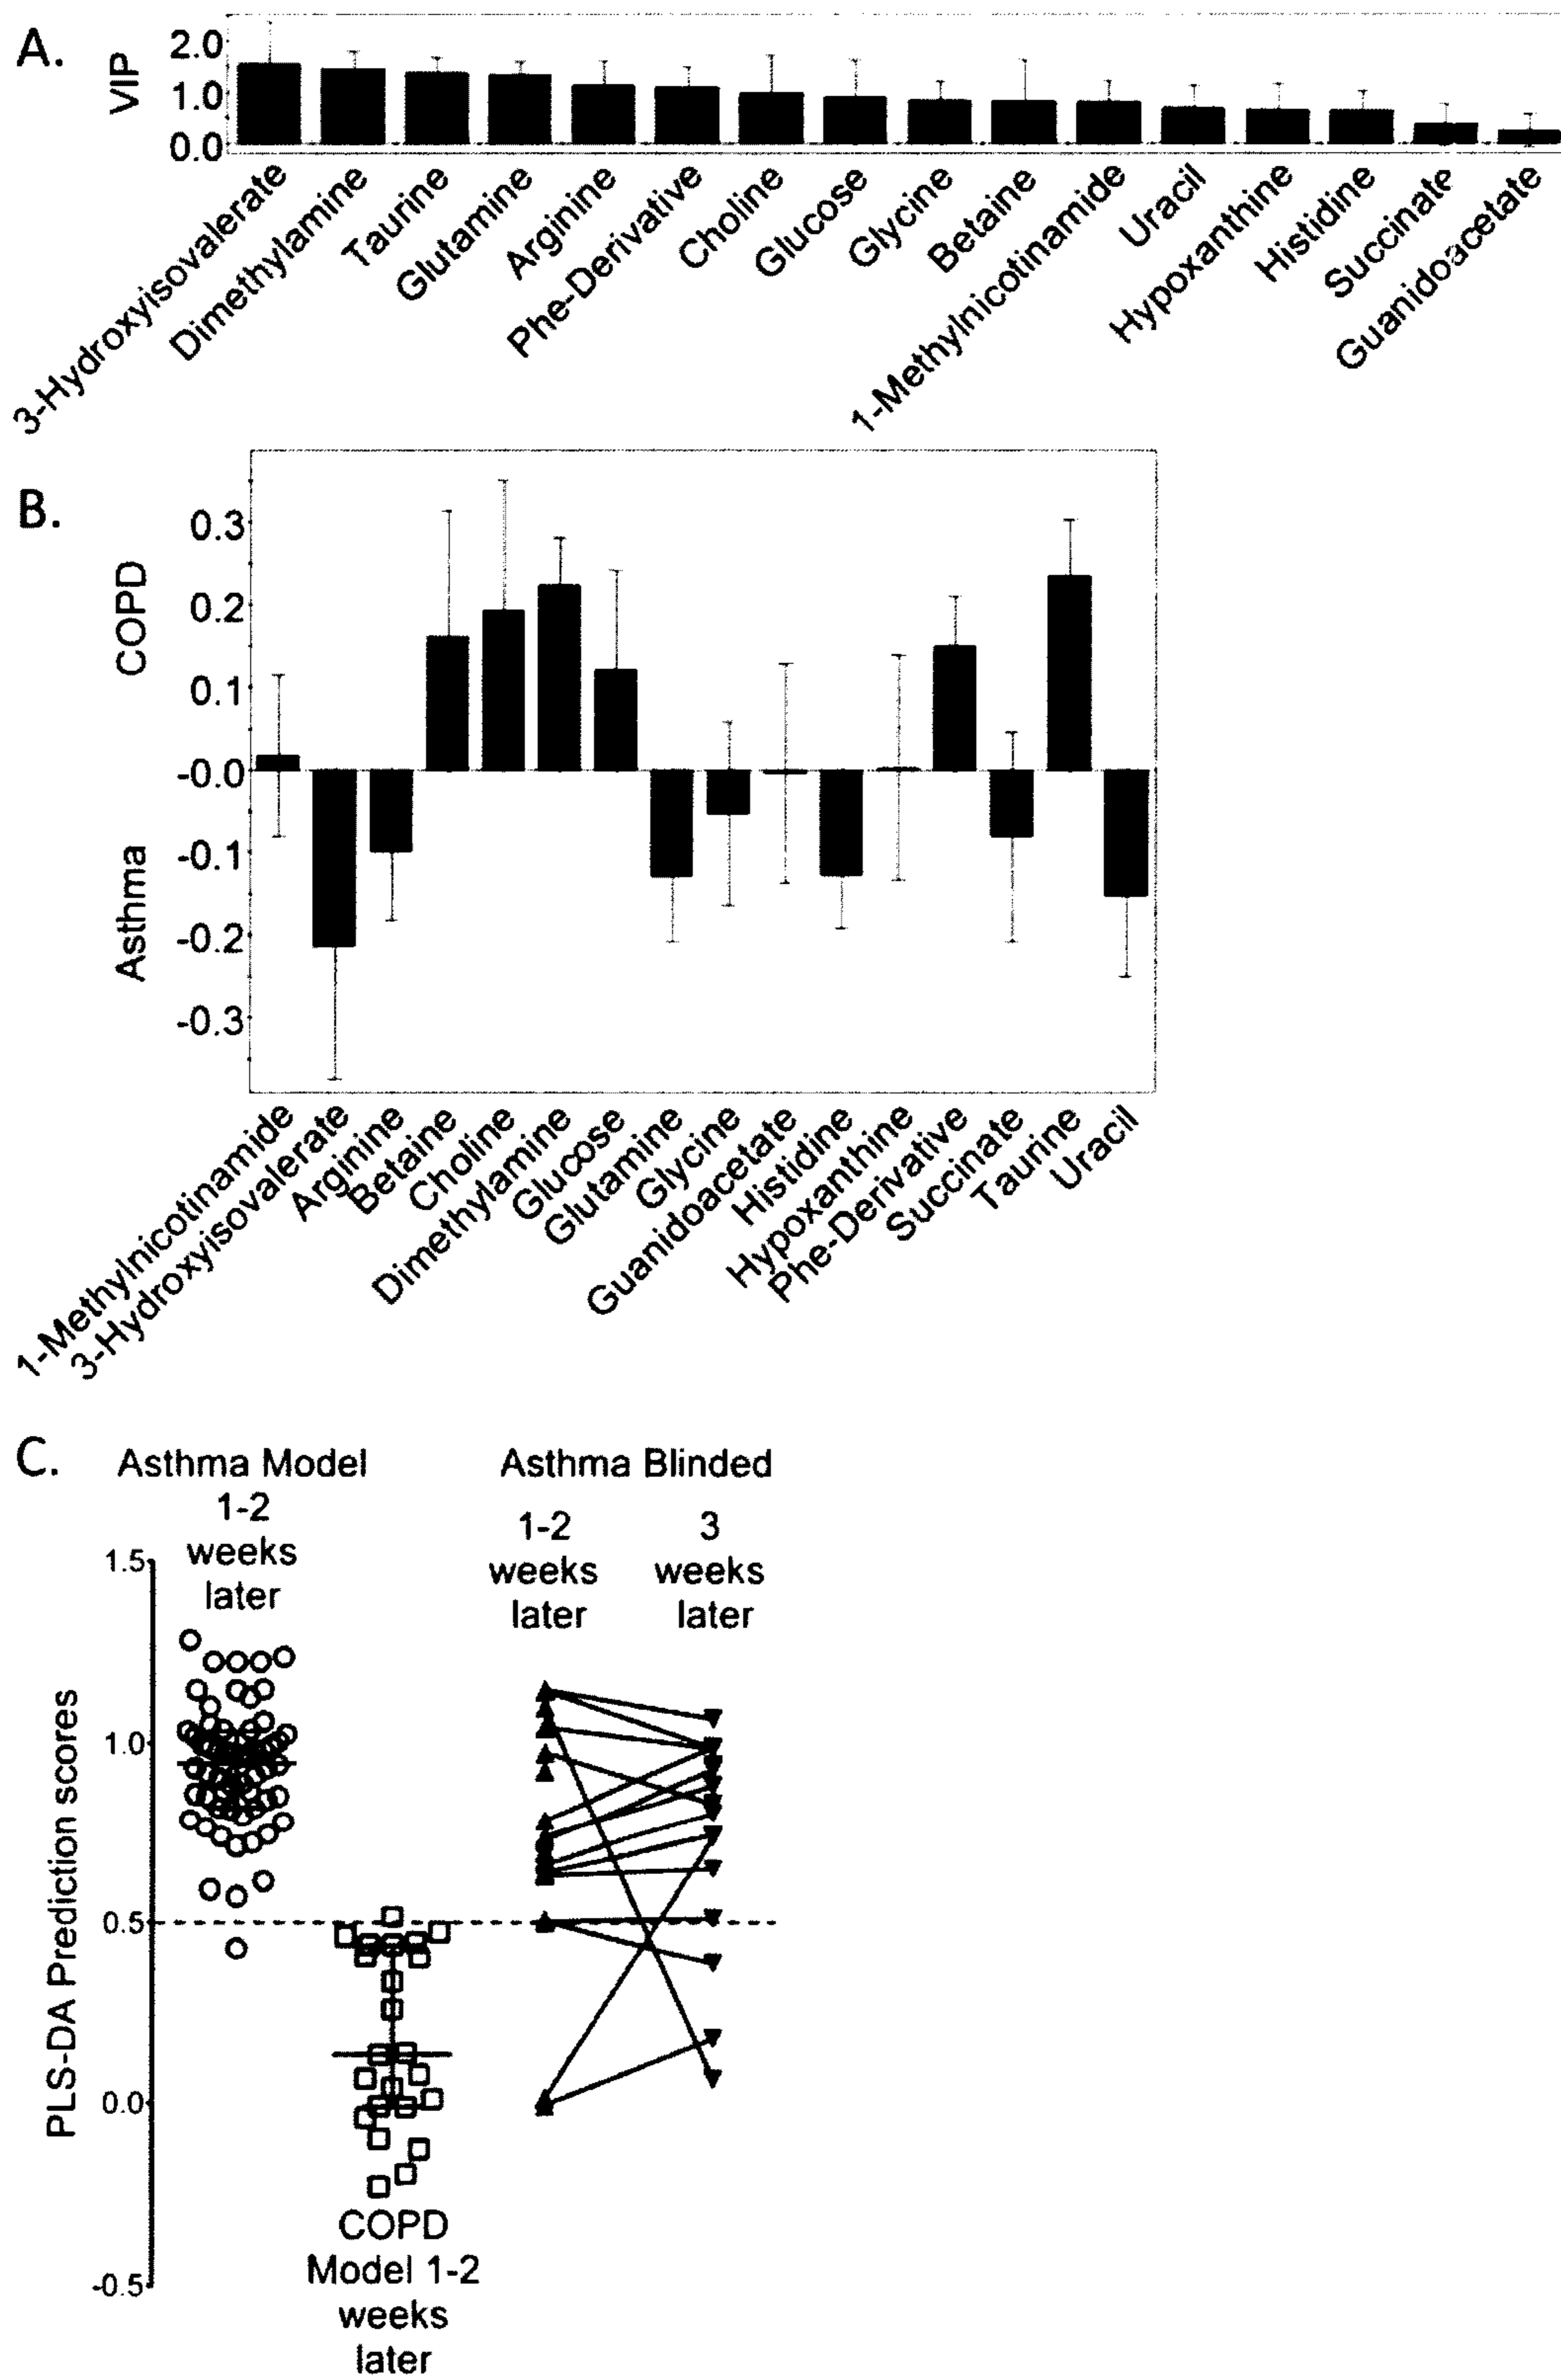 A.
VIP
2.0
1.0
0.0
3-Hydroxyisovalerate
Dimethylamine
Taurine
Glutamine
Arginine
Phe-Derivative
Choline
Glucose
Glycine
Betaine
1-Methylnicotinamide
Uracil
Hypoxanthine
Histidine
Succinate
Guanidoacetate
B.
COPD
Asthma
0.3
0.2
0.1
-0.0
-0.1
-0.2
-0.3
1-Methylnicotinamide
3-Hydroxyisovalerate
Arginine
Betaine
Choline
Dimethylamine
Glucose
Glutamine
Glycine
Guanidoacetate
Histidine
Hypoxanthine
Phe-Derivative
Succinate
Taurine
Uracil
C.
Asthma Model
1-2
weeks
later
Asthma Blinded
1-2
weeks
later
3
weeks
later
PLS-DA Prediction scores
1.5
1.0
0.5
0.0
-0.5
COPD
Model 1-2
weeks
later